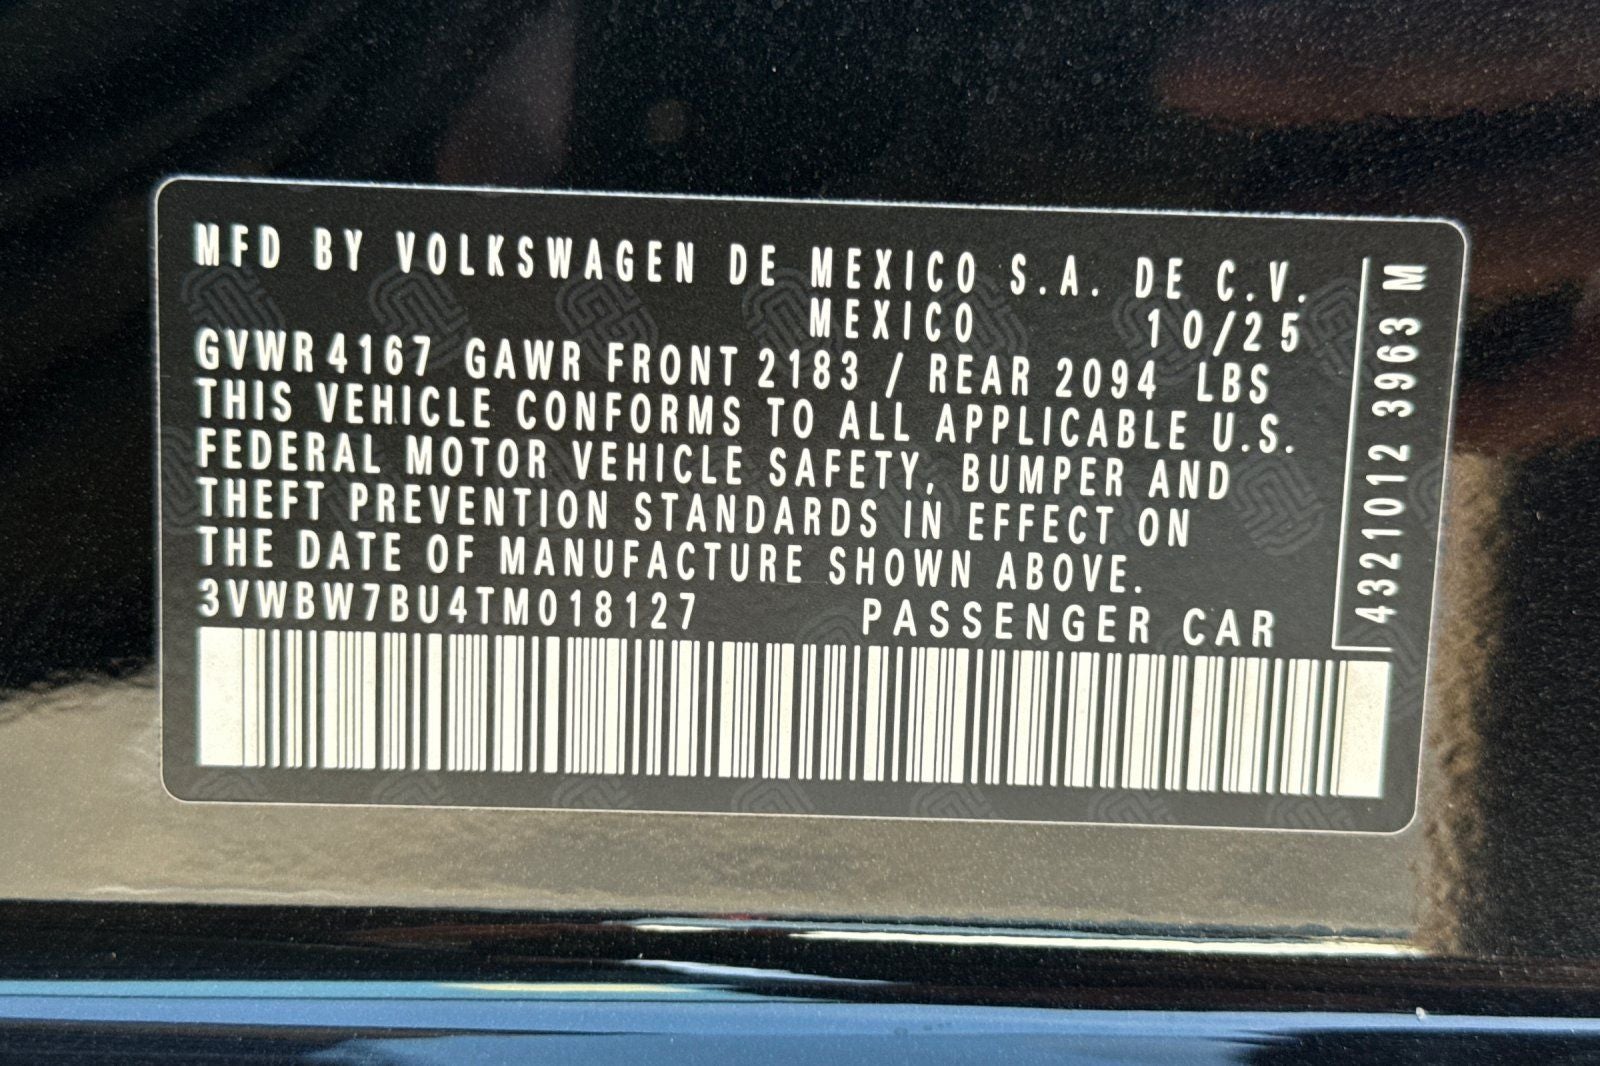 MFD BY VOLKSWAGEN DE MEXICO S.A. DE C.V.
MEXICO 10/25
GVWR 4167 GAWR FRONT 2183 / REAR 2094 LBS
THIS VEHICLE CONFORMS TO ALL APPLICABLE U.S.
FEDERAL MOTOR VEHICLE SAFETY, BUMPER AND
THEFT PREVENTION STANDARDS IN EFFECT ON
THE DATE OF MANUFACTURE SHOWN ABOVE.
3VWBW7BU4TM018127 PASSENGER CAR
4321012 3963 M